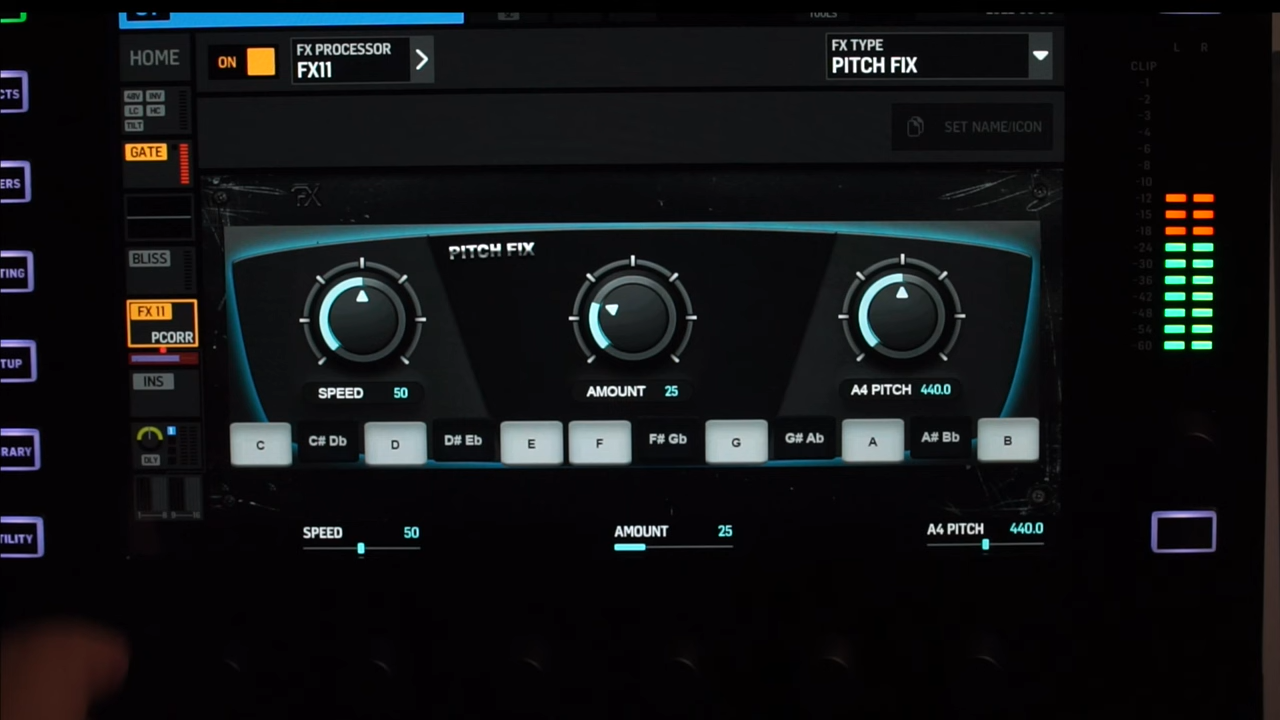 TOOLS
HOME
ON
FX PROCESSOR
FX11
FX TYPE
PITCH FIX
SET NAME/ICON
48V INV
LC HC
TILT
GATE
BLISS
FX 11
PCORR
INS
1
DLY
FX
PITCH FIX
SPEED 50
AMOUNT 25
A4 PITCH 440.0
C
C# Db
D
D# Eb
E
F
F# Gb
G
G# Ab
A
A# Bb
B
SPEED 50
AMOUNT 25
A4 PITCH 440.0
CTS
ERS
TING
TUP
RARY
TILITY
L R
CLIP
-1
-2
-3
-4
-6
-8
-10
-12
-15
-18
-24
-30
-36
-42
-48
-54
-60